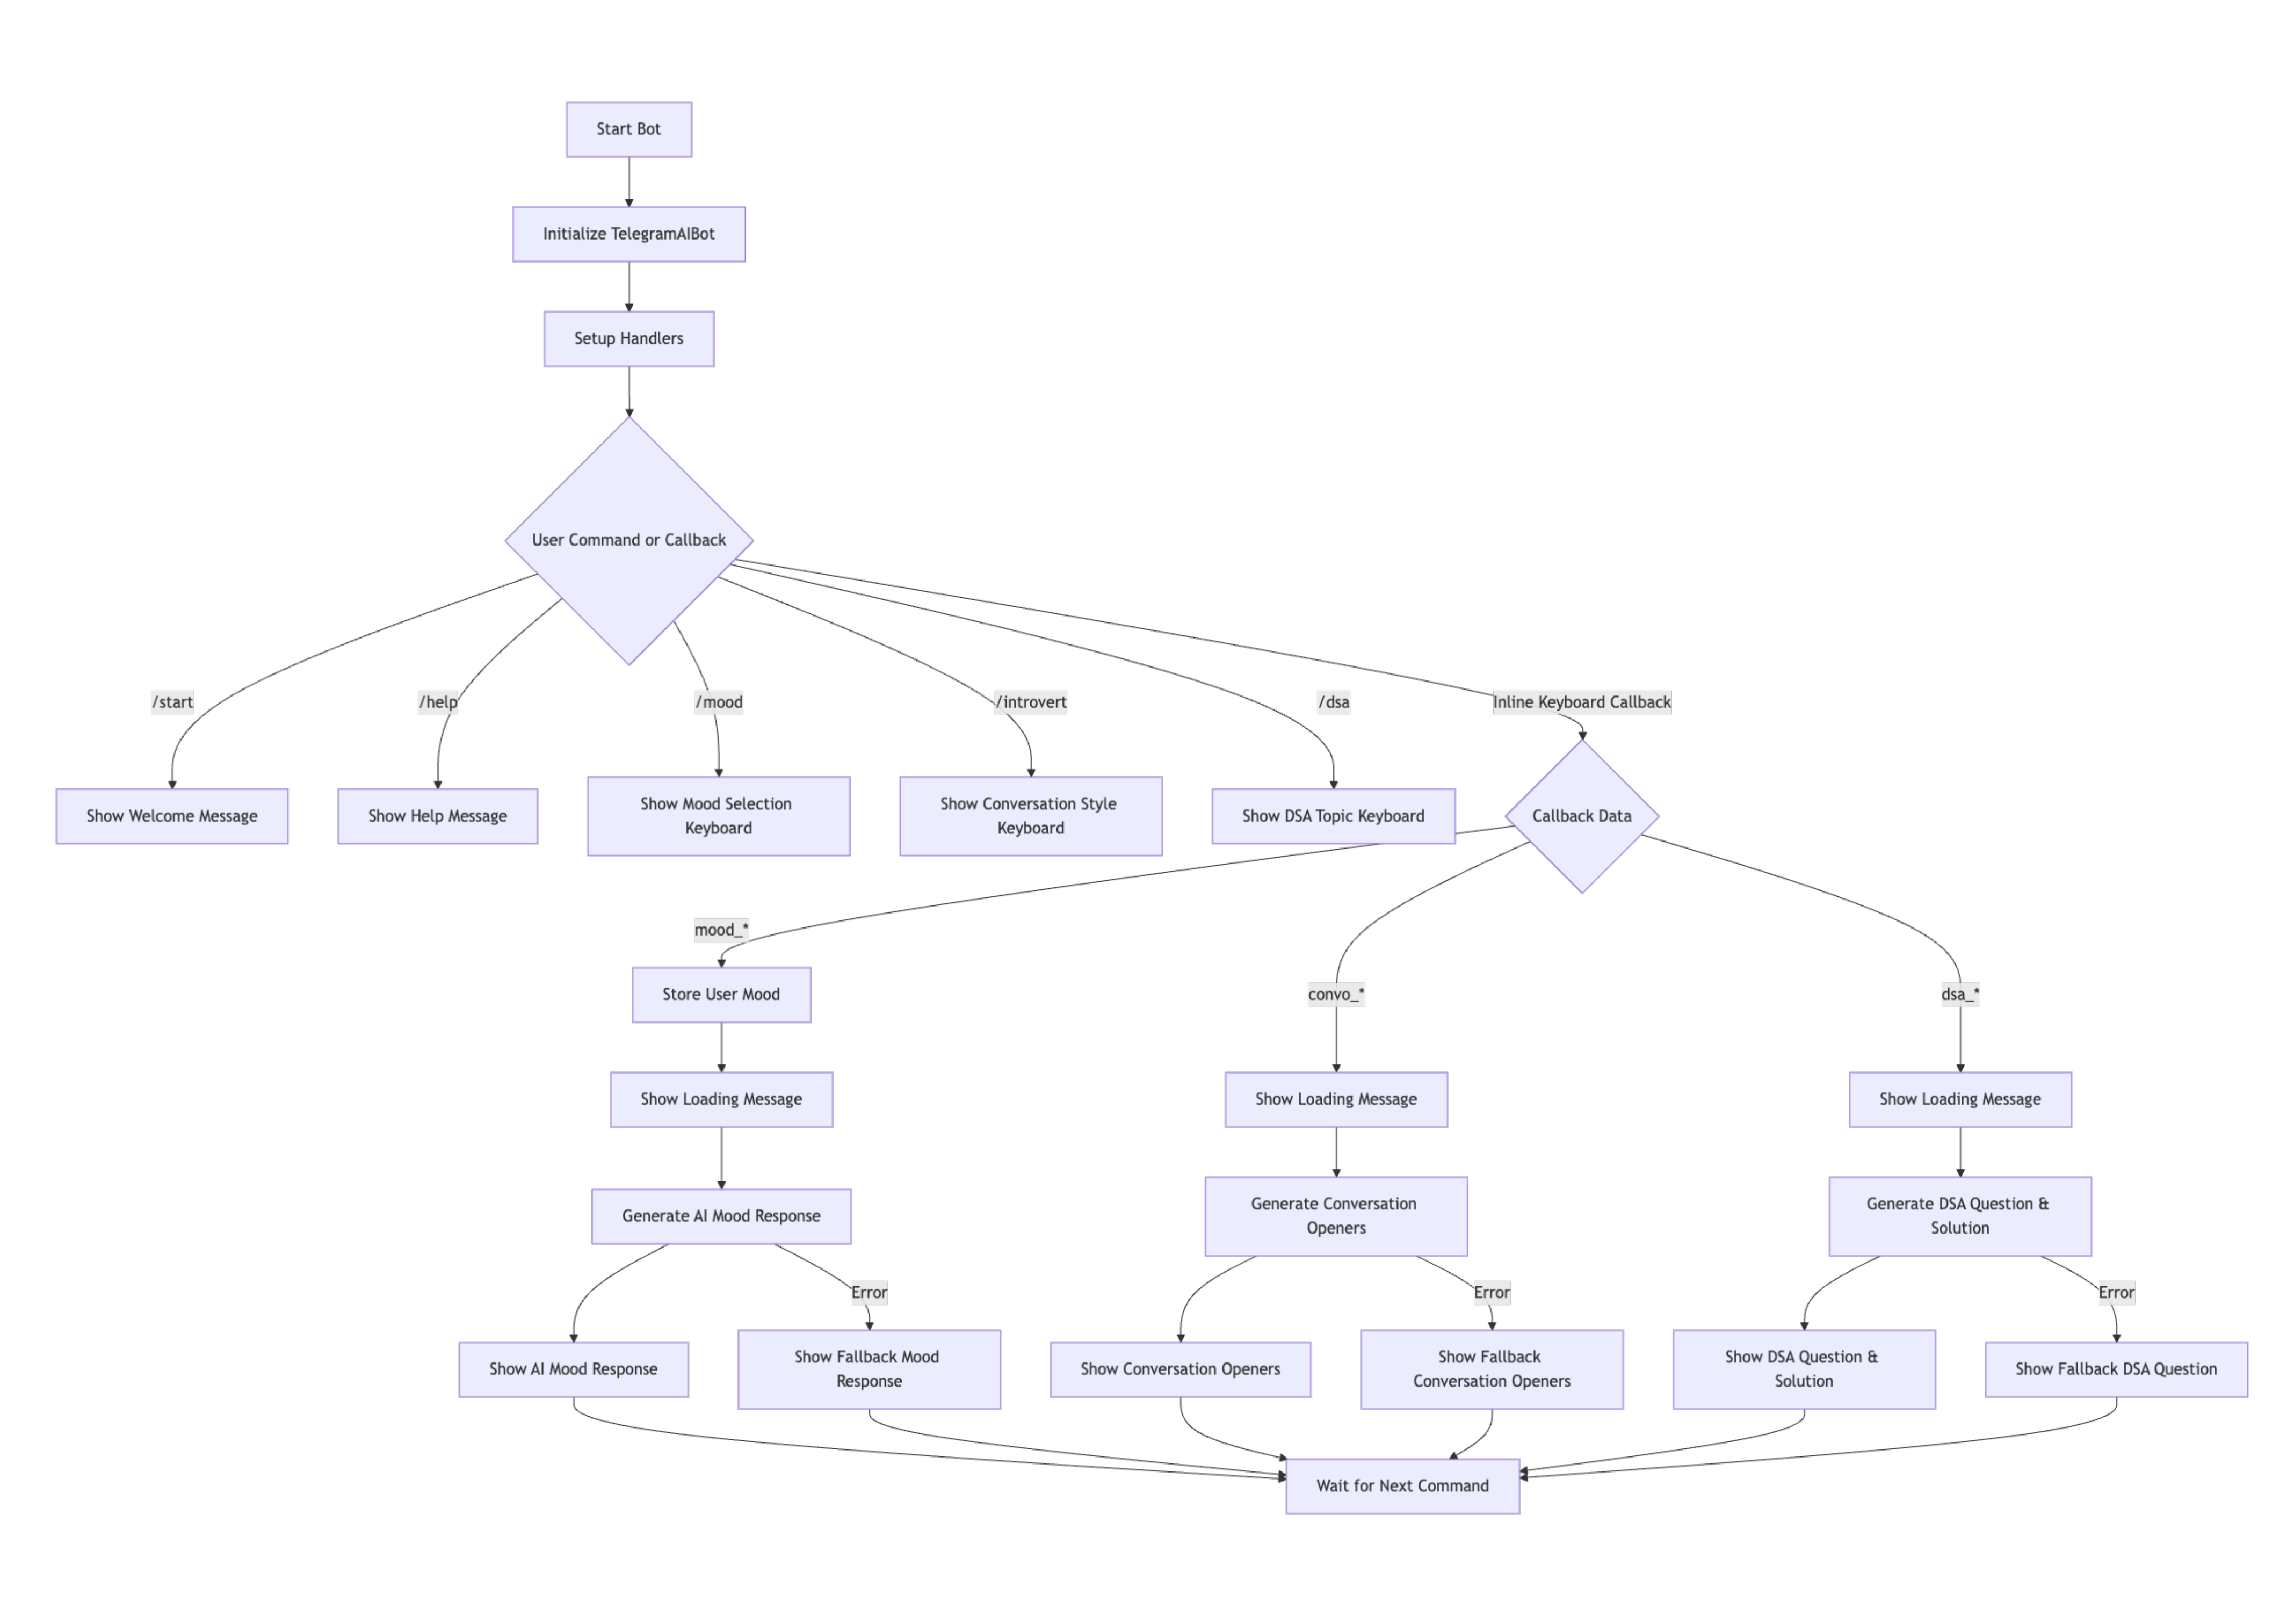 Start Bot
Initialize TelegramAIBot
Setup Handlers
User Command or Callback
/start
/help
/mood
/introvert
/dsa
Inline Keyboard Callback
Show Welcome Message
Show Help Message
Show Mood Selection
Keyboard
Show Conversation Style
Keyboard
Show DSA Topic Keyboard
Callback Data
mood_*
convo_*
dsa_*
Store User Mood
Show Loading Message
Show Loading Message
Show Loading Message
Generate AI Mood Response
Generate Conversation
Openers
Generate DSA Question &
Solution
Error
Error
Error
Show AI Mood Response
Show Fallback Mood
Response
Show Conversation Openers
Show Fallback
Conversation Openers
Show DSA Question &
Solution
Show Fallback DSA Question
Wait for Next Command